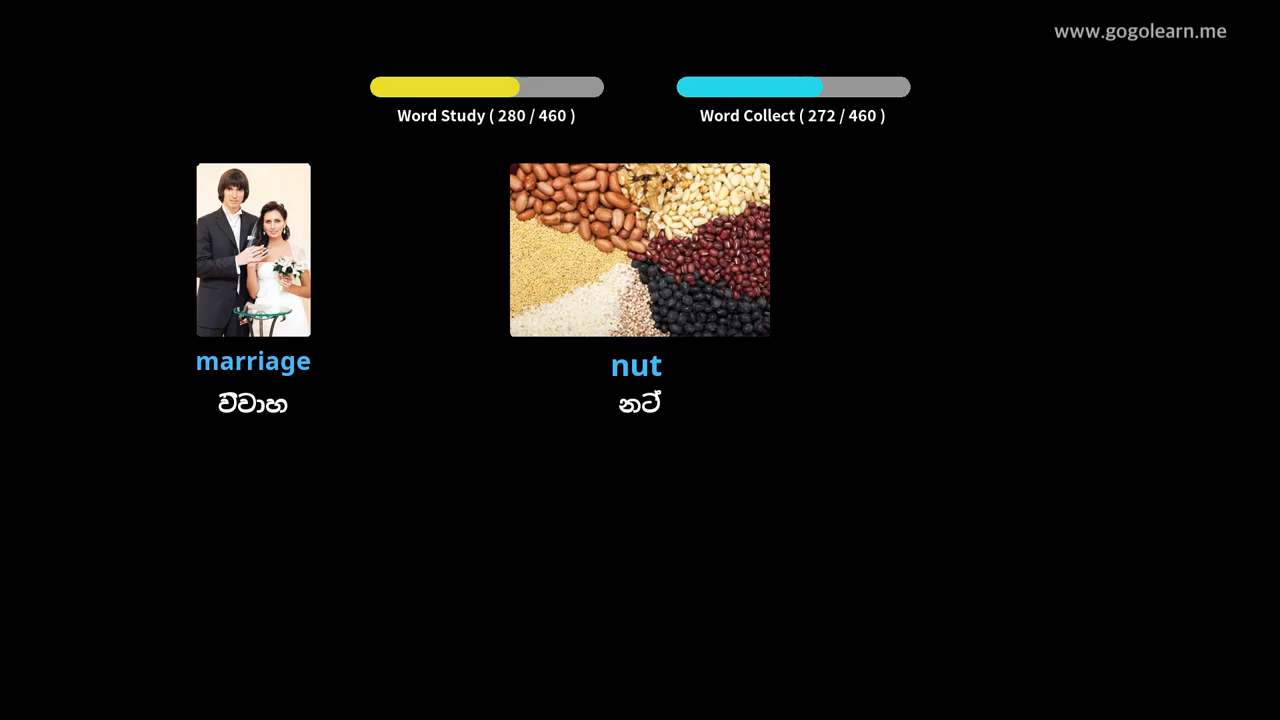 www.gogolearn.me
Word Study ( 280 / 460 )
Word Collect ( 272 / 460 )
marriage
විවාහ
nut
නට්